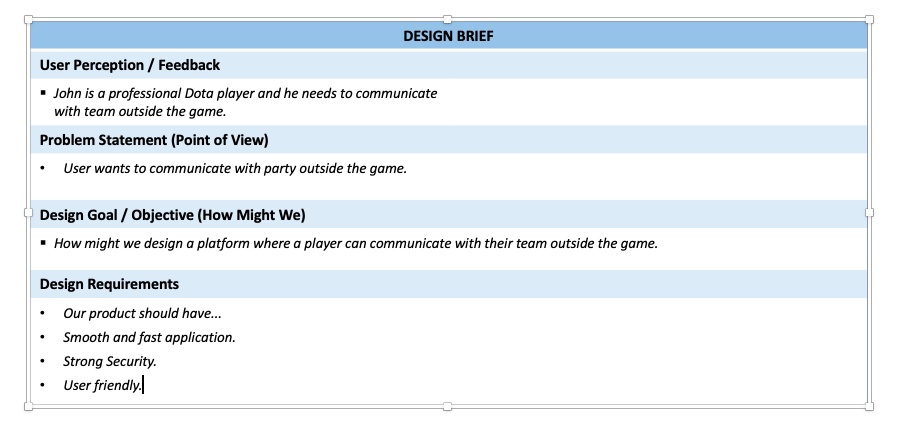 DESIGN BRIEF
User Perception / Feedback
▪ John is a professional Dota player and he needs to communicate
with team outside the game.
Problem Statement (Point of View)
• User wants to communicate with party outside the game.
Design Goal / Objective (How Might We)
▪ How might we design a platform where a player can communicate with their team outside the game.
Design Requirements
• Our product should have...
• Smooth and fast application.
• Strong Security.
• User friendly.